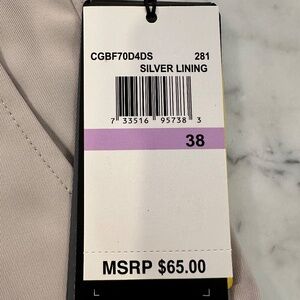 CGBF70D4DS 281
SILVER LINING
7 33516 95738 3
38
MSRP $65.00